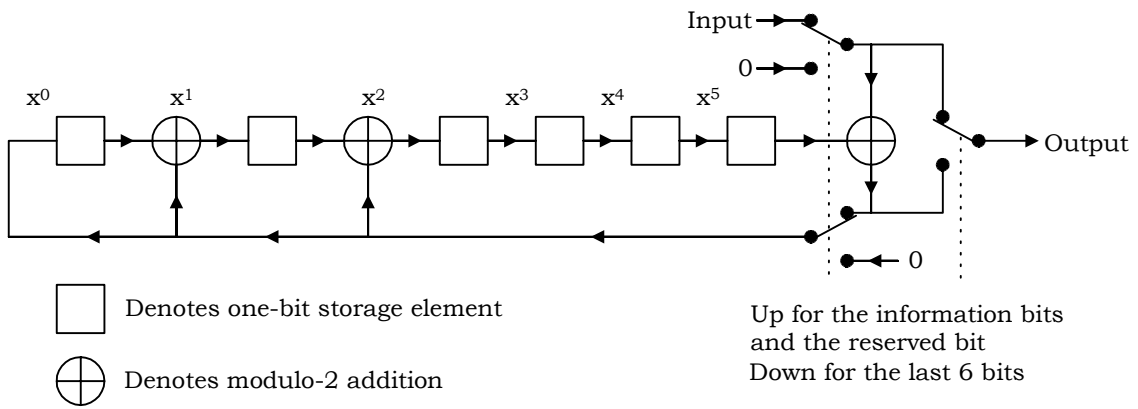 Input
0
x0 x1 x2 x3 x4 x5
Output
0
Denotes one-bit storage element
Denotes modulo-2 addition
Up for the information bits
and the reserved bit
Down for the last 6 bits